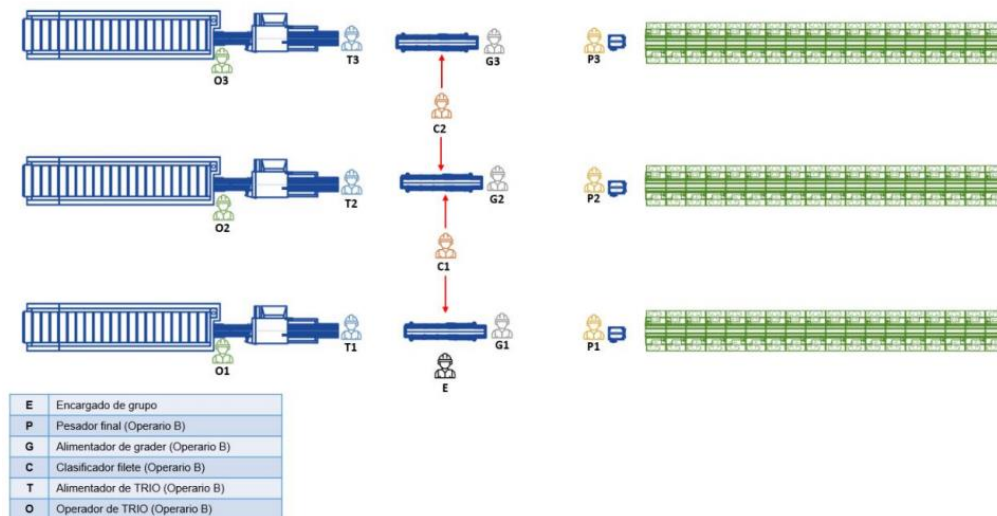 T3
G3
P3
O3
C2
T2
G2
P2
O2
C1
T1
G1
P1
O1
E
E Encargado de grupo
P Pesador final (Operario B)
G Alimentador de grader (Operario B)
C Clasificador filete (Operario B)
T Alimentador de TRIO (Operario B)
O Operador de TRIO (Operario B)